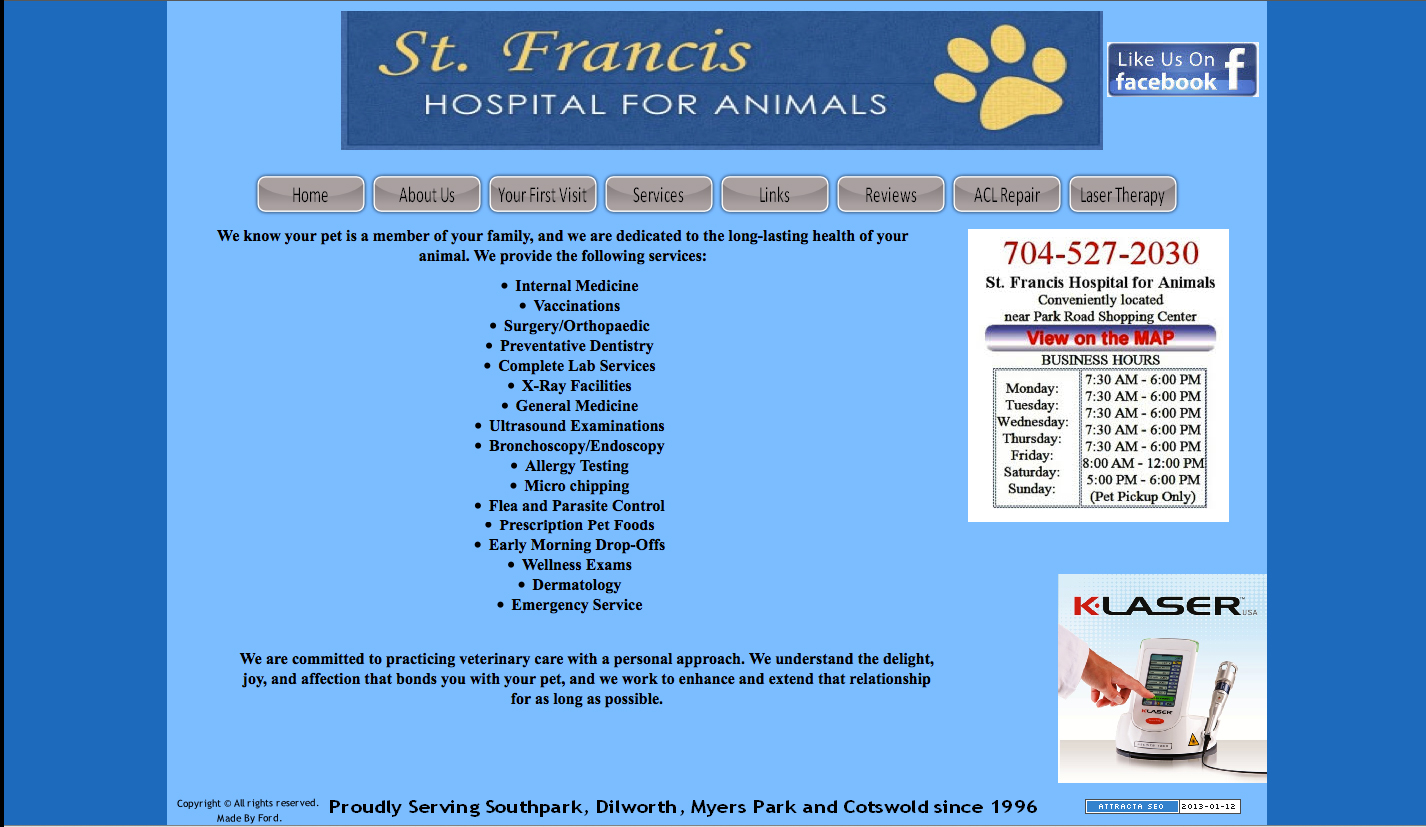 St. Francis
HOSPITAL FOR ANIMALS
Like Us On
facebook f
Home
About Us
Your First Visit
Services
Links
Reviews
ACL Repair
Laser Therapy
We know your pet is a member of your family, and we are dedicated to the long-lasting health of your
animal. We provide the following services:
• Internal Medicine
• Vaccinations
• Surgery/Orthopaedic
• Preventative Dentistry
• Complete Lab Services
• X-Ray Facilities
• General Medicine
• Ultrasound Examinations
• Bronchoscopy/Endoscopy
• Allergy Testing
• Micro chipping
• Flea and Parasite Control
• Prescription Pet Foods
• Early Morning Drop-Offs
• Wellness Exams
• Dermatology
• Emergency Service
We are committed to practicing veterinary care with a personal approach. We understand the delight,
joy, and affection that bonds you with your pet, and we work to enhance and extend that relationship
for as long as possible.
704-527-2030
St. Francis Hospital for Animals
Conveniently located
near Park Road Shopping Center
View on the MAP
BUSINESS HOURS
Monday: 7:30 AM - 6:00 PM
Tuesday: 7:30 AM - 6:00 PM
Wednesday: 7:30 AM - 6:00 PM
Thursday: 7:30 AM - 6:00 PM
Friday: 7:30 AM - 6:00 PM
Saturday: 8:00 AM - 12:00 PM
Sunday: 5:00 PM - 6:00 PM
(Pet Pickup Only)
K·LASER™ USA
K·LASER
Copyright © All rights reserved.
Made By Ford.
Proudly Serving Southpark, Dilworth, Myers Park and Cotswold since 1996
ATTRACTA SEO 2013-01-12